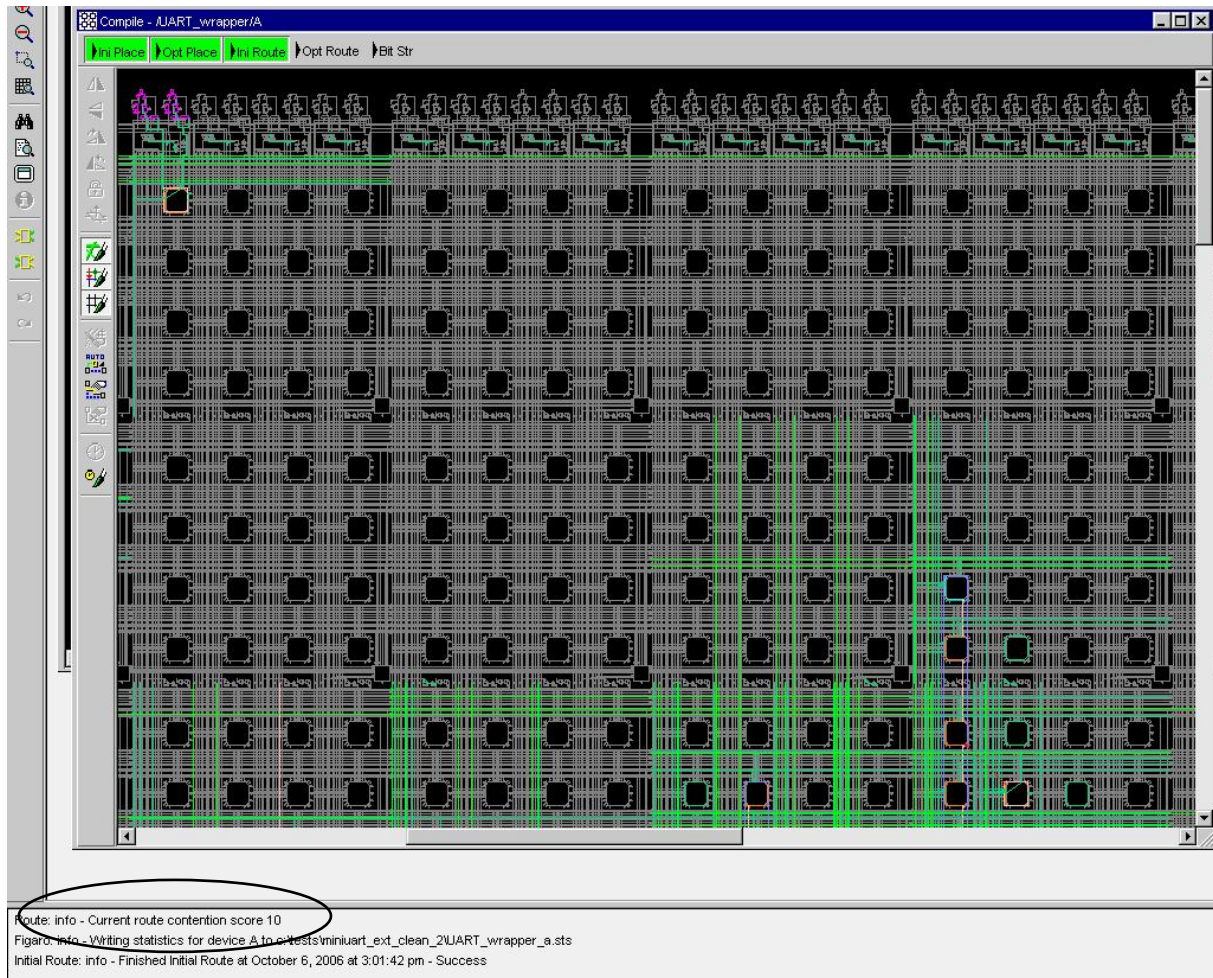 Compile - /UART_wrapper/A
Ini Place Opt Place Ini Route Opt Route Bit Str
AUTO
Route: info - Current route contention score 10
Figaro: info - Writing statistics for device A to c:\tests\miniuart_ext_clean_2\UART_wrapper_a.sts
Initial Route: info - Finished Initial Route at October 6, 2006 at 3:01:42 pm - Success